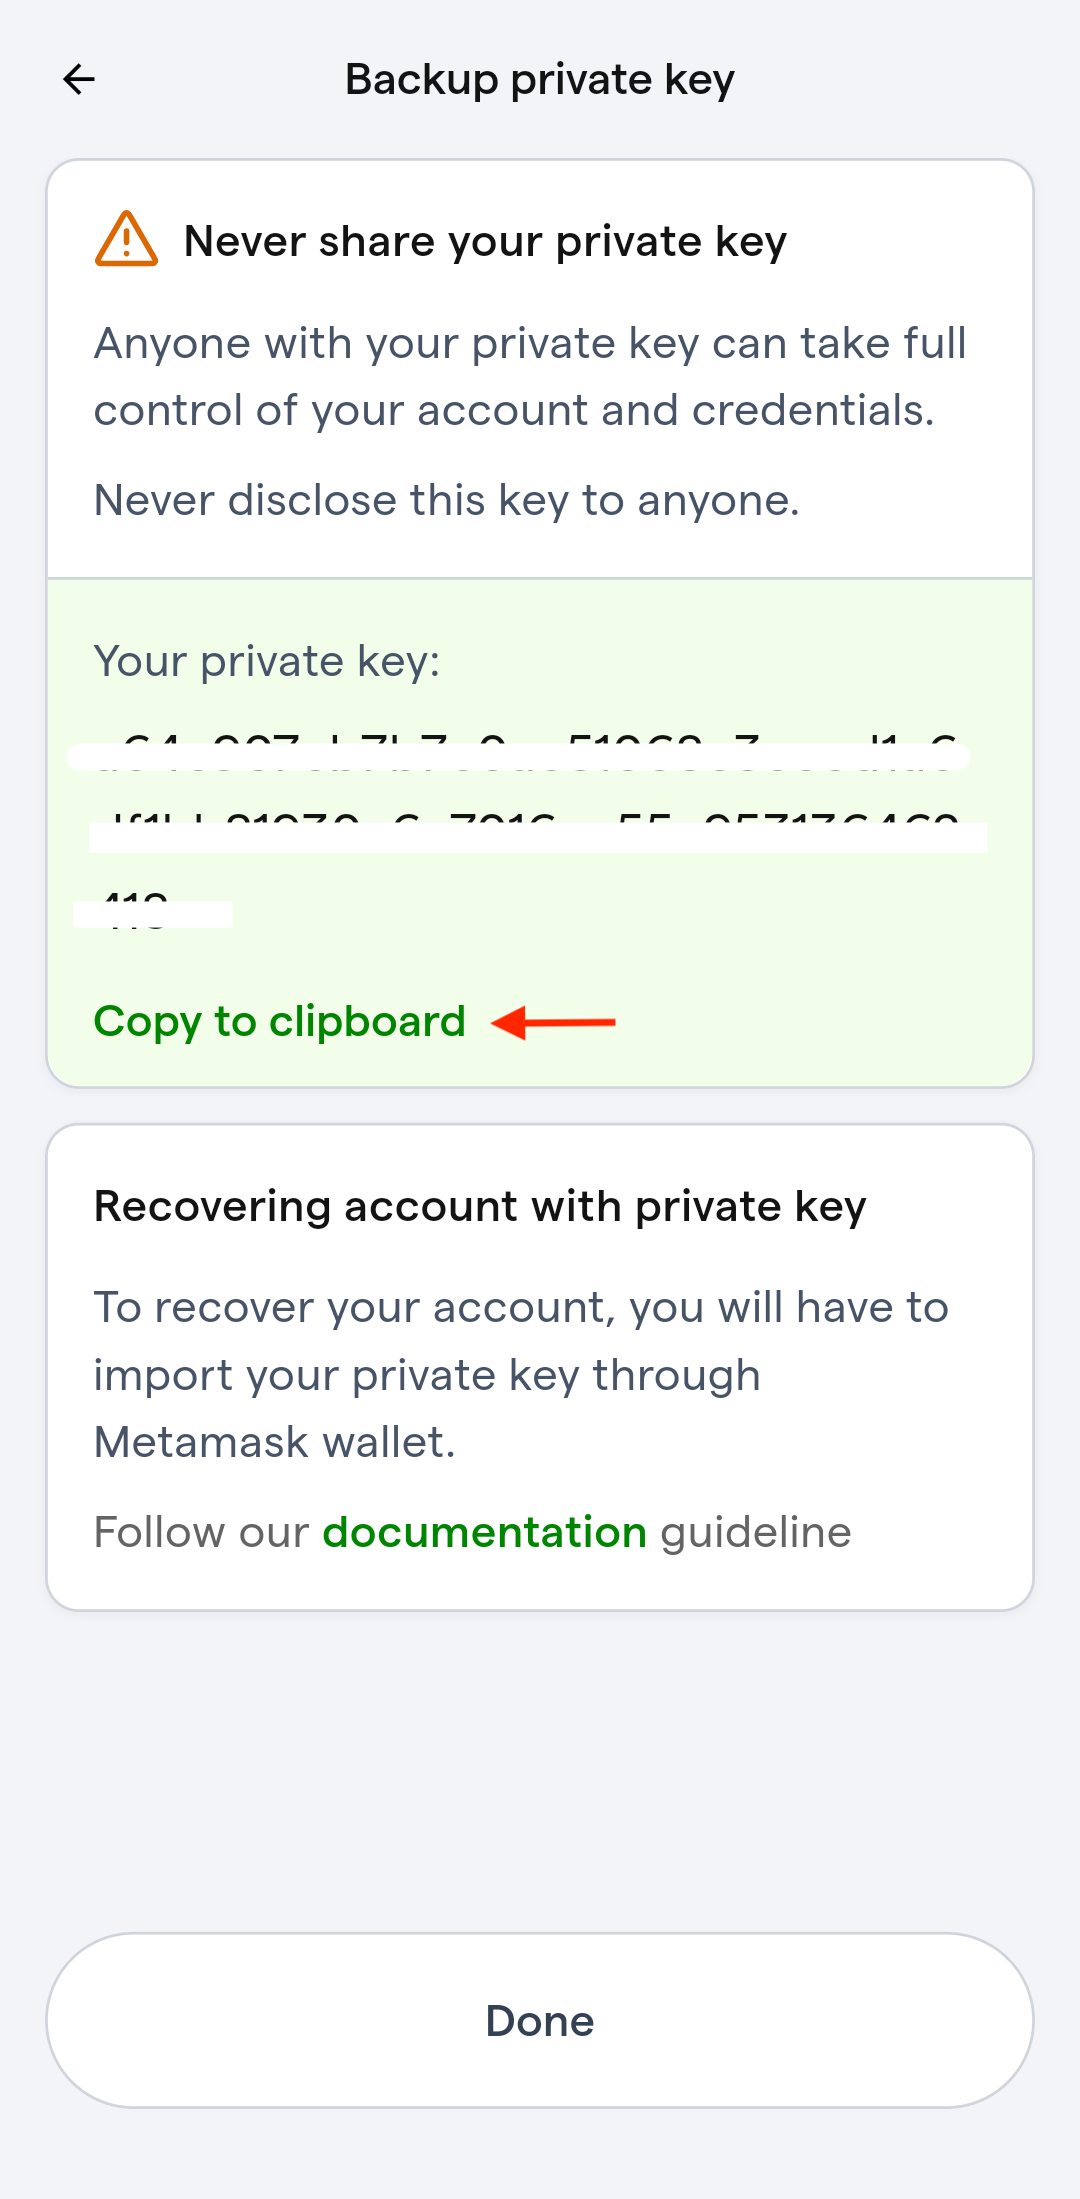 Backup private key
Never share your private key
Anyone with your private key can take full
control of your account and credentials.
Never disclose this key to anyone.
Your private key:
Copy to clipboard
Recovering account with private key
To recover your account, you will have to
import your private key through
Metamask wallet.
Follow our documentation guideline
Done